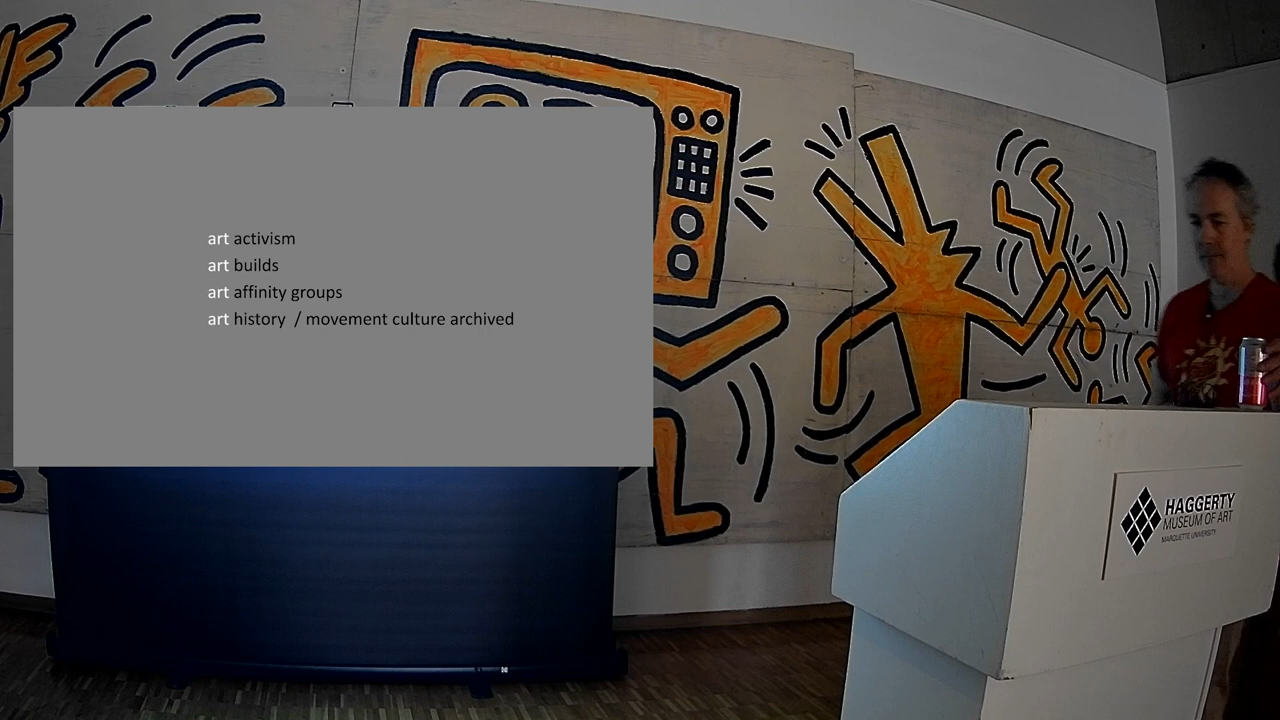 art activism
art builds
art affinity groups
art history / movement culture archived
HAGGERTY
MUSEUM OF ART
MARQUETTE UNIVERSITY